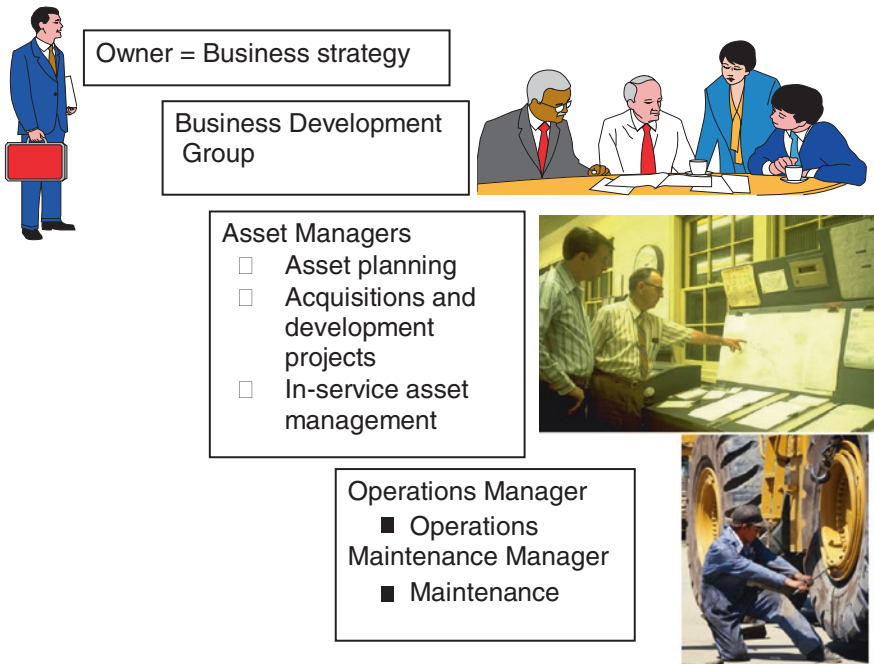 Owner = Business strategy
Business Development
Group
Asset Managers
□ Asset planning
□ Acquisitions and
development
projects
□ In-service asset
management
Operations Manager
■ Operations
Maintenance Manager
■ Maintenance